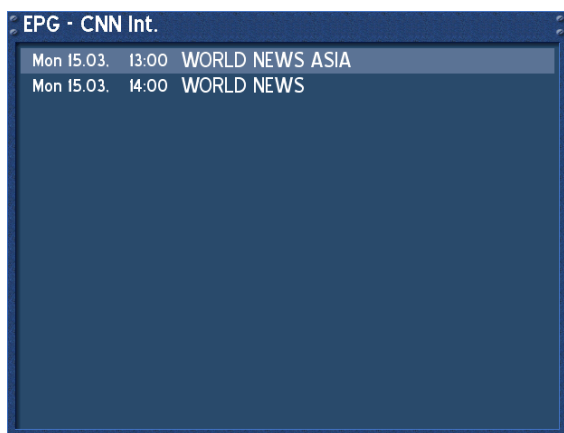 EPG - CNN Int.
Mon 15.03. 13:00 WORLD NEWS ASIA
Mon 15.03. 14:00 WORLD NEWS